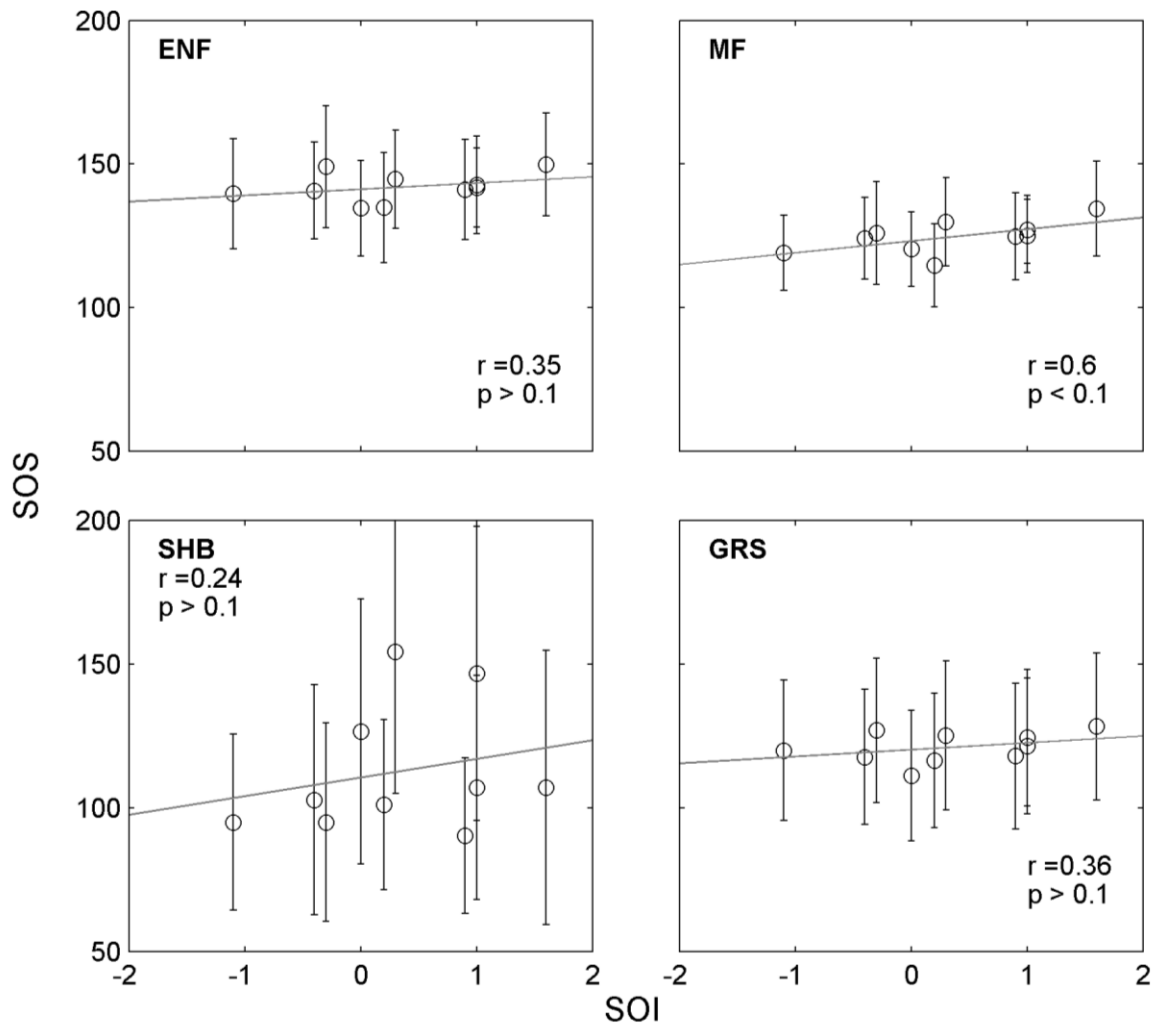 200
150
100
50
ENF
r =0.35
p > 0.1
MF
r =0.6
p < 0.1
SOS
200
150
100
50
-2
-1
0
1
2
SHB
r =0.24
p > 0.1
GRS
r =0.36
p > 0.1
-2
-1
0
1
2
SOI